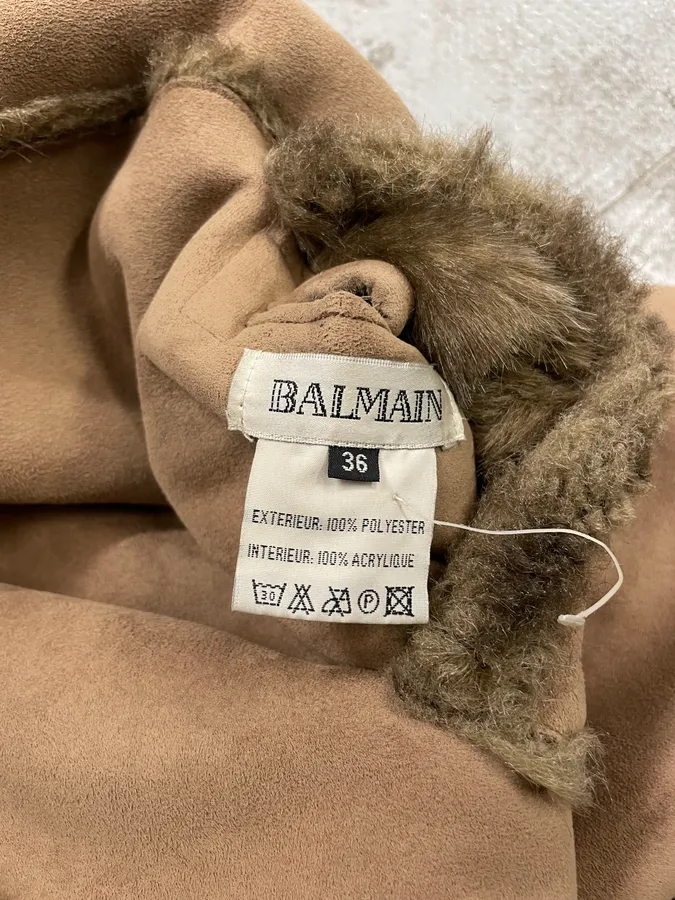 BALMAIN
36
EXTERIEUR: 100% POLYESTER
INTERIEUR: 100% ACRYLIQUE
30 P